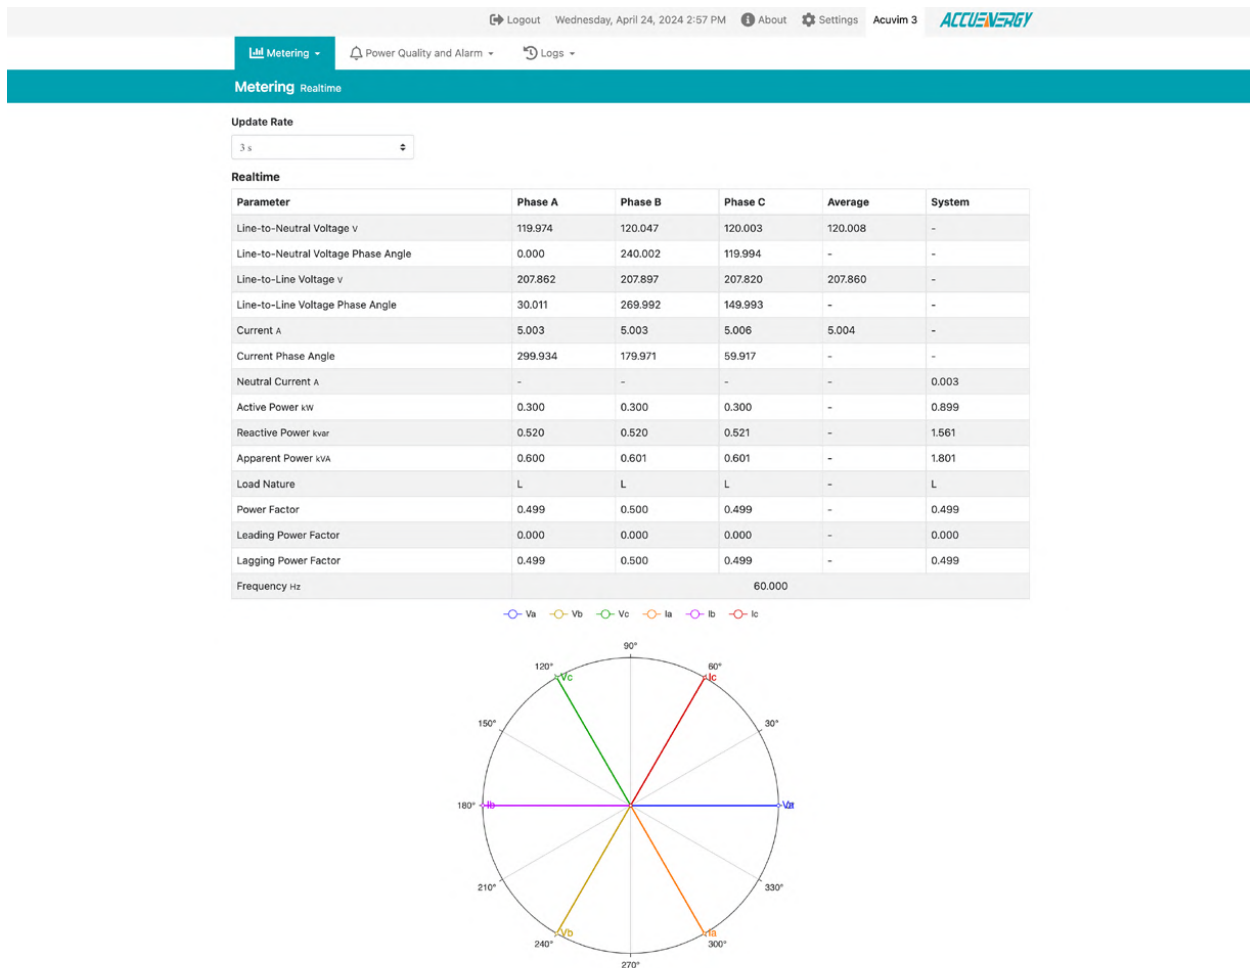 Logout Wednesday, April 24, 2024 2:57 PM About Settings Acuvim 3 ACCUENERGY
Metering Power Quality and Alarm Logs
Metering Realtime
Update Rate
3 s
Realtime
Parameter Phase A Phase B Phase C Average System
Line-to-Neutral Voltage V 119.974 120.047 120.003 120.008 -
Line-to-Neutral Voltage Phase Angle 0.000 240.002 119.994 - -
Line-to-Line Voltage V 207.862 207.897 207.820 207.860 -
Line-to-Line Voltage Phase Angle 30.011 269.992 149.993 - -
Current A 5.003 5.003 5.006 5.004 -
Current Phase Angle 299.934 179.971 59.917 - -
Neutral Current A - - - - 0.003
Active Power kW 0.300 0.300 0.300 - 0.899
Reactive Power kvar 0.520 0.520 0.521 - 1.561
Apparent Power kVA 0.600 0.601 0.601 - 1.801
Load Nature L L L - L
Power Factor 0.499 0.500 0.499 - 0.499
Leading Power Factor 0.000 0.000 0.000 - 0.000
Lagging Power Factor 0.499 0.500 0.499 - 0.499
Frequency Hz 60.000
Va Vb Vc Ia Ib Ic
90°
120° 60°
Vc Ic
150° 30°
180° Ib
210° 330°
Vb Ia
240° 300°
270°